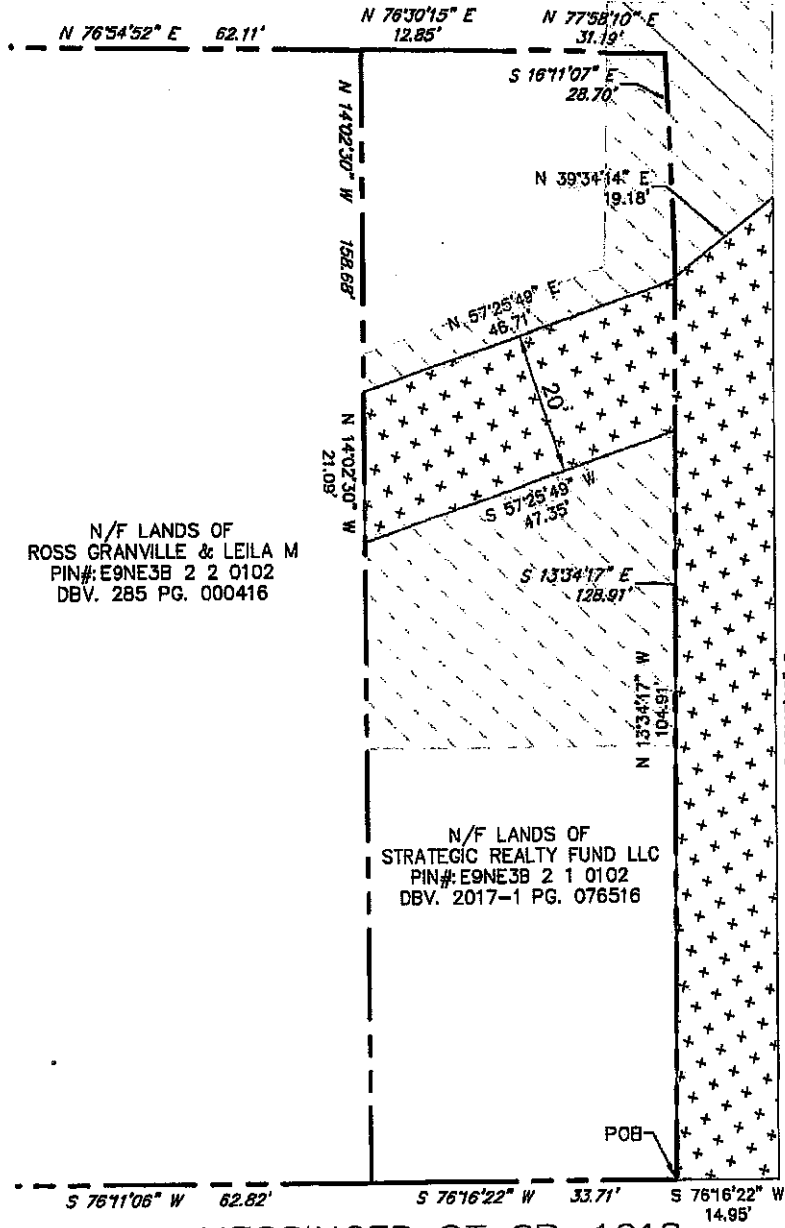 N 76°54'52" E 62.11'
N 76°30'15" E
12.85'
N 77°58'10" E
31.19'
S 16°11'07" E
28.70'
N 14°02'30" W 158.68'
N 39°34'14" E
19.18'
N 57°25'49" E
46.71'
20'
N 14°02'30" W
21.09'
S 57°25'49" W
47.35'
N/F LANDS OF
ROSS GRANVILLE & LEILA M
PIN#: E9NE3B 2 2 0102
DBV. 285 PG. 000416
S 13°34'17" E
128.91'
N 13°34'17" W
104.91'
N/F LANDS OF
STRATEGIC REALTY FUND LLC
PIN#: E9NE3B 2 1 0102
DBV. 2017-1 PG. 076516
POB
S 76°11'06" W 62.82'
S 76°16'22" W 33.71'
S 76°16'22" W
14.95'